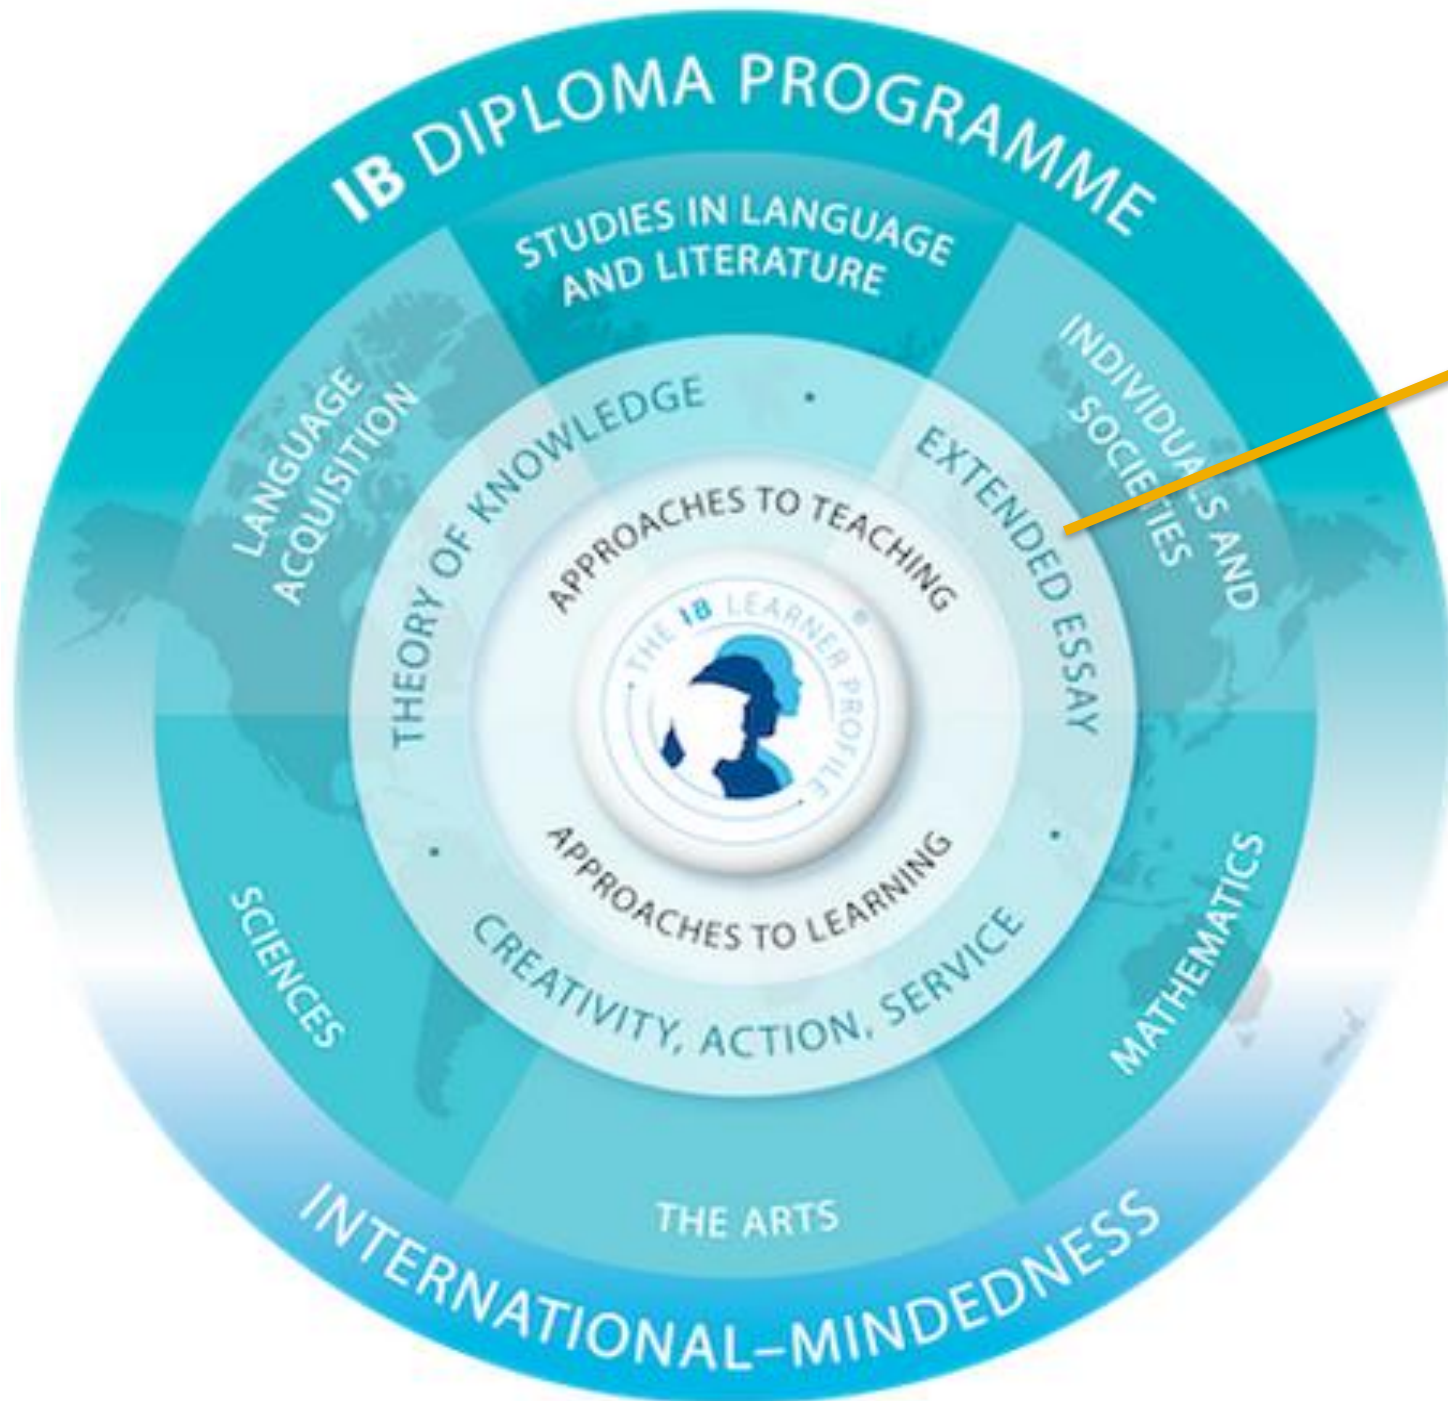 IB DIPLOMA PROGRAMME
STUDIES IN LANGUAGE
AND LITERATURE
LANGUAGE
ACQUISITION
INDIVIDUALS AND
SOCIETIES
THEORY OF KNOWLEDGE
·
EXTENDED ESSAY
APPROACHES TO TEACHING
· THE IB LEARNER PROFILE ·
®
APPROACHES TO LEARNING
·
CREATIVITY, ACTION, SERVICE
·
SCIENCES
MATHEMATICS
THE ARTS
INTERNATIONAL–MINDEDNESS